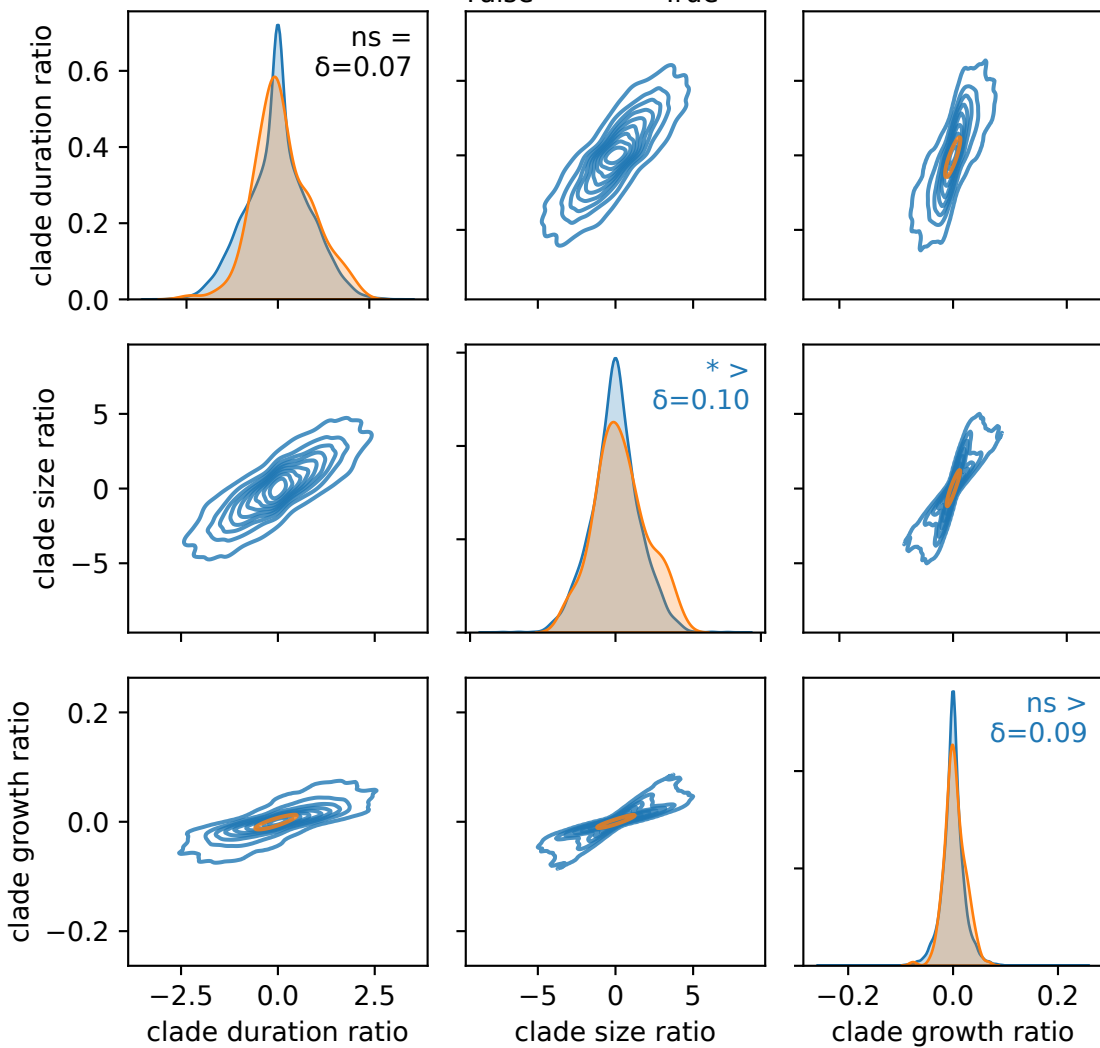 clade duration ratio
0.6
0.4
0.2
0.0
ns =
δ=0.07
clade size ratio
5
0
−5
* >
δ=0.10
clade growth ratio
0.2
0.0
−0.2
ns >
δ=0.09
−2.5 0.0 2.5
−5 0 5
−0.2 0.0 0.2
clade duration ratio
clade size ratio
clade growth ratio